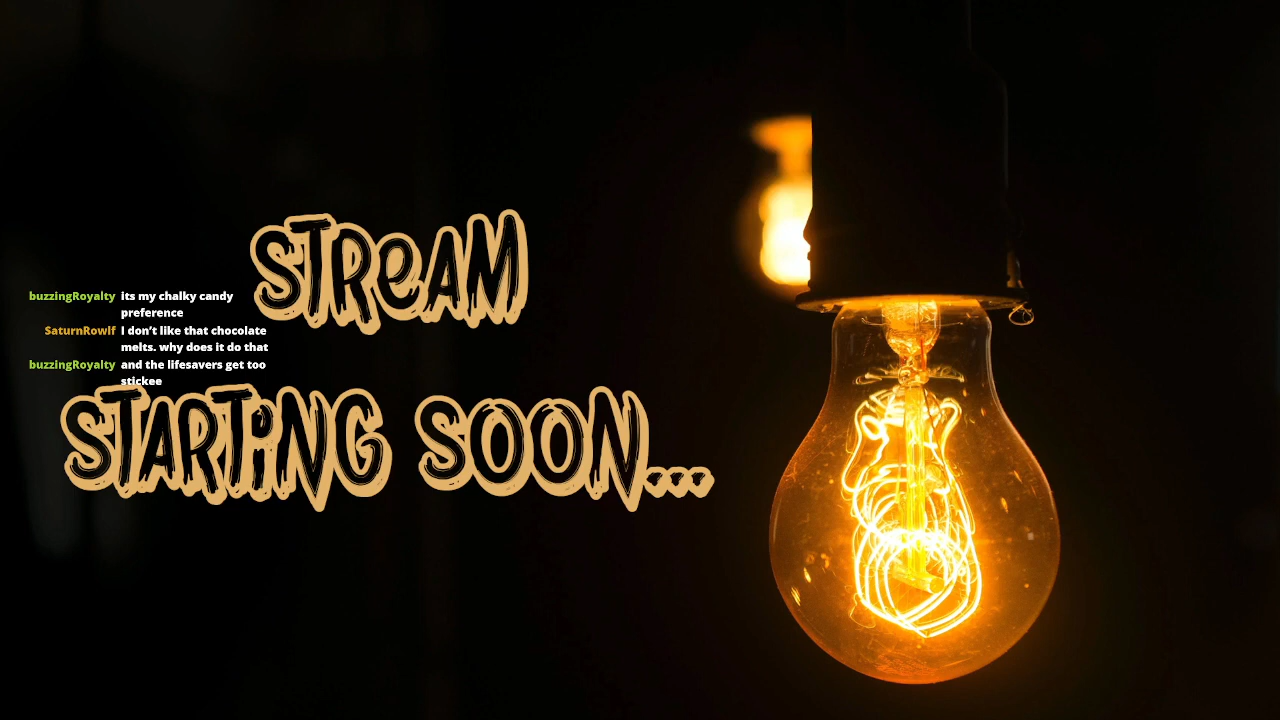 STReAM
buzzingRoyalty its my chalky candy
preference
SaturnRowlf I don't like that chocolate
melts. why does it do that
buzzingRoyalty and the lifesavers get too
stickee
STARTiNG SOON...